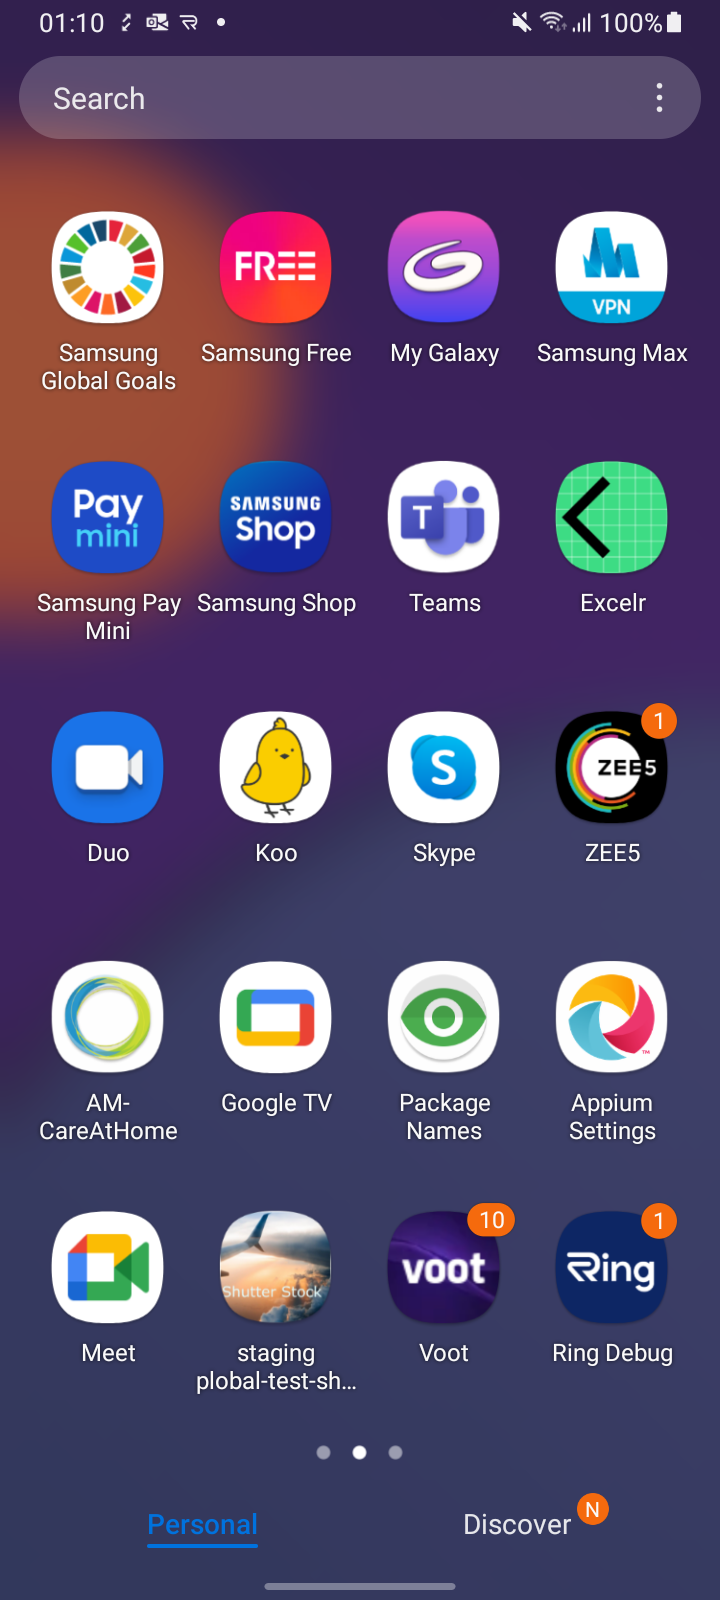 01:10
100%
Search
FREE
VPN
Samsung
Global Goals
Samsung Free
My Galaxy
Samsung Max
Pay
mini
SAMSUNG
Shop
T
Samsung Pay
Mini
Samsung Shop
Teams
Excelr
S
1
ZEE5
Duo
Koo
Skype
ZEE5
TM
AM-
CareAtHome
Google TV
Package
Names
Appium
Settings
Shutter Stock
10
voot
1
Ring
Meet
staging
plobal-test-sh...
Voot
Ring Debug
Personal
Discover
N